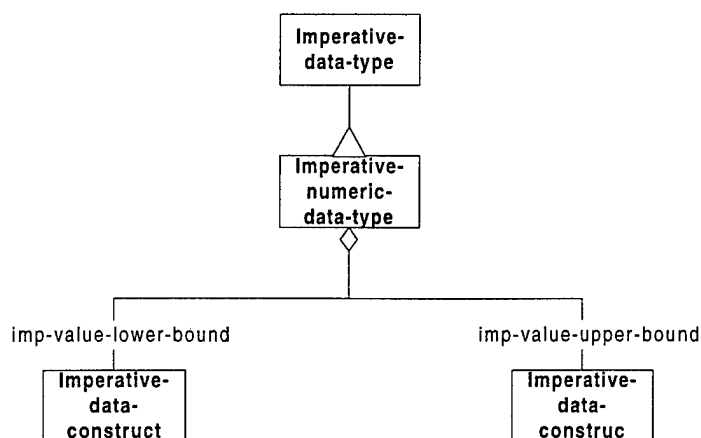 Imperative-
data-type
Imperative-
numeric-
data-type
imp-value-lower-bound
imp-value-upper-bound
Imperative-
data-
construct
Imperative-
data-
construc